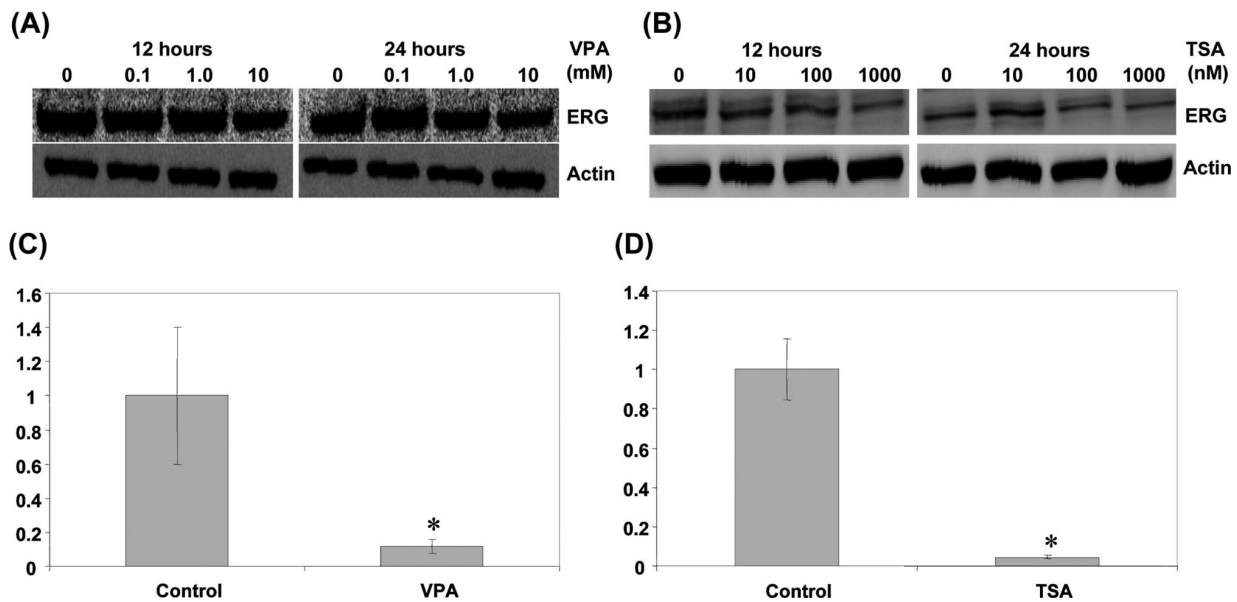 (A)
12 hours 24 hours VPA
0 0.1 1.0 10 0 0.1 1.0 10 (mM)
ERG
Actin
(B)
12 hours 24 hours TSA
0 10 100 1000 0 10 100 1000 (nM)
ERG
Actin
(C)
1.6
1.4
1.2
1
0.8
0.6
0.4
0.2
0
*
Control VPA
(D)
1.4
1.2
1
0.8
0.6
0.4
0.2
0
*
Control TSA